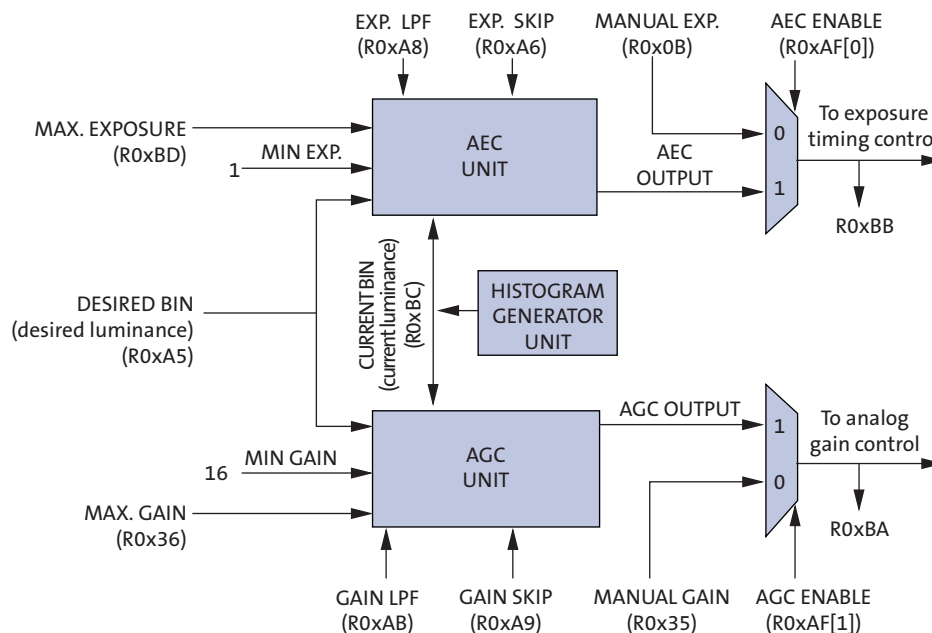 EXP. LPF
(R0xA8)
EXP. SKIP
(R0xA6)
MANUAL EXP.
(R0x0B)
AEC ENABLE
(R0xAF[0])
MAX. EXPOSURE
(R0xBD)
1
MIN EXP.
AEC
UNIT
AEC
OUTPUT
0
1
To exposure
timing control
R0xBB
DESIRED BIN
(desired luminance)
(R0xA5)
CURRENT BIN
(current luminance)
(R0xBC)
HISTOGRAM
GENERATOR
UNIT
16
MIN GAIN
MAX. GAIN
(R0x36)
AGC
UNIT
AGC OUTPUT
1
0
To analog
gain control
R0xBA
GAIN LPF
(R0xAB)
GAIN SKIP
(R0xA9)
MANUAL GAIN
(R0x35)
AGC ENABLE
(R0xAF[1])